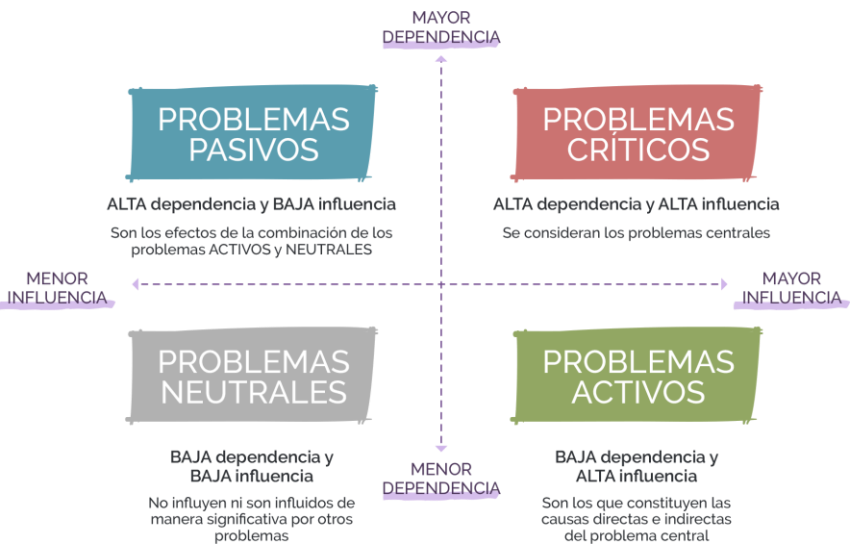 MAYOR
DEPENDENCIA
PROBLEMAS
PASIVOS
ALTA dependencia y BAJA influencia
Son los efectos de la combinación de los
problemas ACTIVOS y NEUTRALES
PROBLEMAS
CRÍTICOS
ALTA dependencia y ALTA influencia
Se consideran los problemas centrales
MENOR
INFLUENCIA
MAYOR
INFLUENCIA
PROBLEMAS
NEUTRALES
BAJA dependencia y
BAJA influencia
No influyen ni son influidos de
manera significativa por otros
problemas
MENOR
DEPENDENCIA
PROBLEMAS
ACTIVOS
BAJA dependencia y
ALTA influencia
Son los que constituyen las
causas directas e indirectas
del problema central